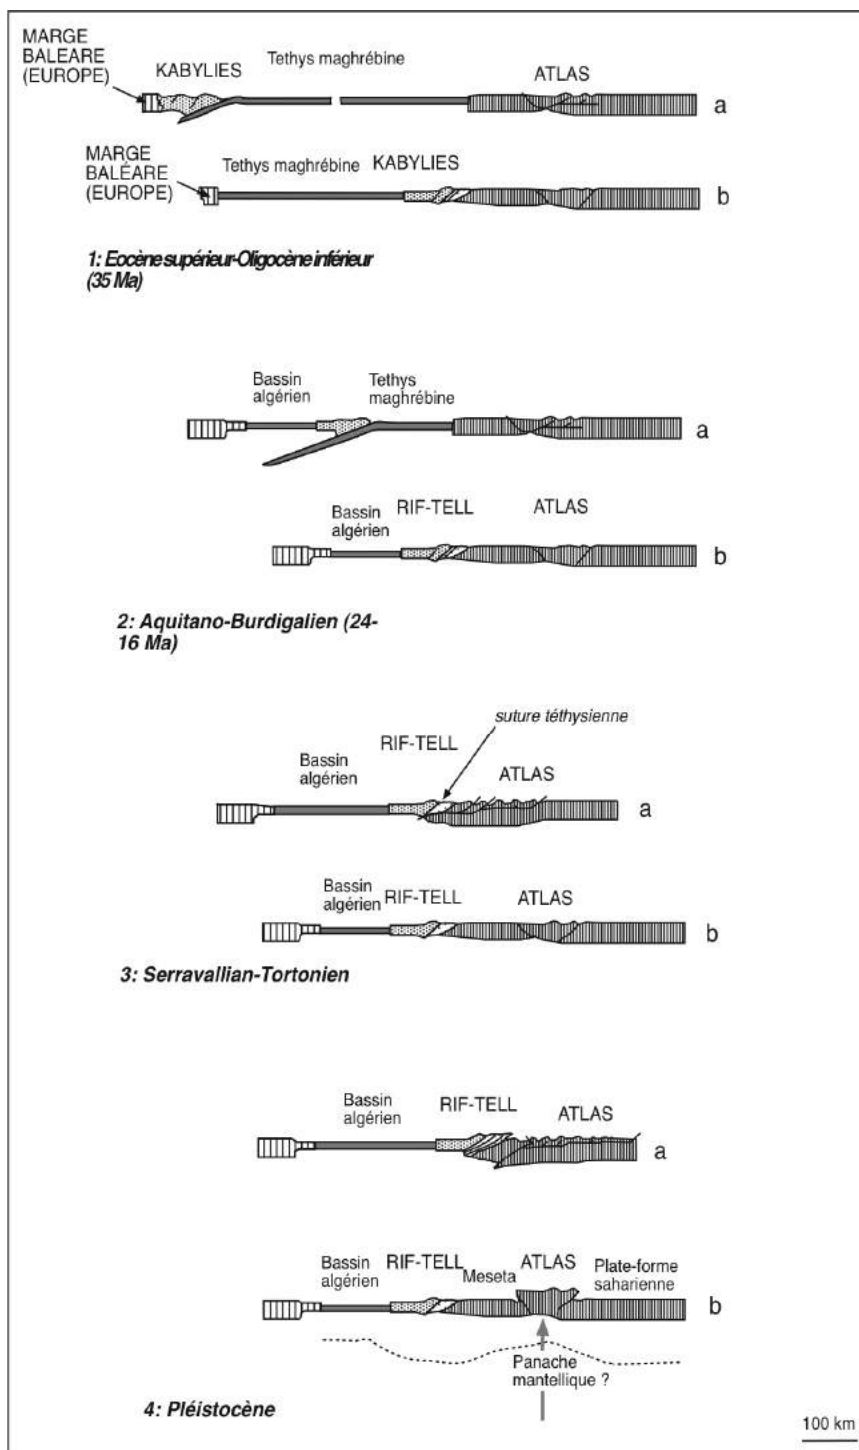 MARGE
BALEARE
(EUROPE)
KABYLIES
Tethys maghrébine
ATLAS
a
MARGE
BALÉARE
(EUROPE)
Tethys maghrébine
KABYLIES
b
1: Eocène supérieur-Oligocène inférieur
(35 Ma)
Bassin
algérien
Tethys
maghrébine
a
Bassin
algérien
RIF-TELL
ATLAS
b
2: Aquitano-Burdigalien (24-
16 Ma)
suture téthysienne
RIF-TELL
Bassin
algérien
ATLAS
a
Bassin
algérien
RIF-TELL
ATLAS
b
3: Serravallian-Tortonien
Bassin
algérien
RIF-TELL
ATLAS
a
Bassin
algérien
RIF-TELL
Meseta
ATLAS
Plate-forme
saharienne
b
Panache
mantellique ?
4: Pléistocène
100 km